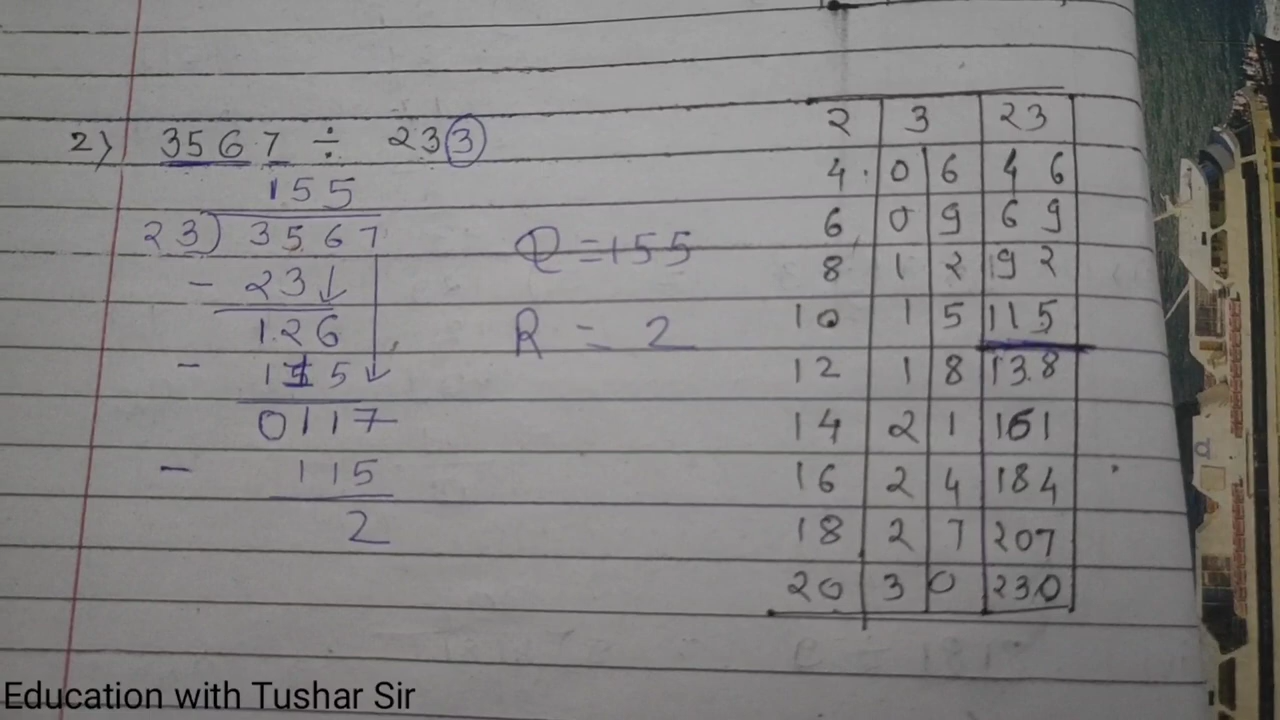 2) 3567 ÷ 233
155
23) 3567
- 23↓
126
- 115↓
0117
- 115
2
Q = 155
R = 2
2 3 23
4 0 6 46
6 0 9 69
8 1 2 92
10 1 5 115
12 1 8 138
14 2 1 161
16 2 4 184
18 2 7 207
20 3 0 230
Education with Tushar Sir